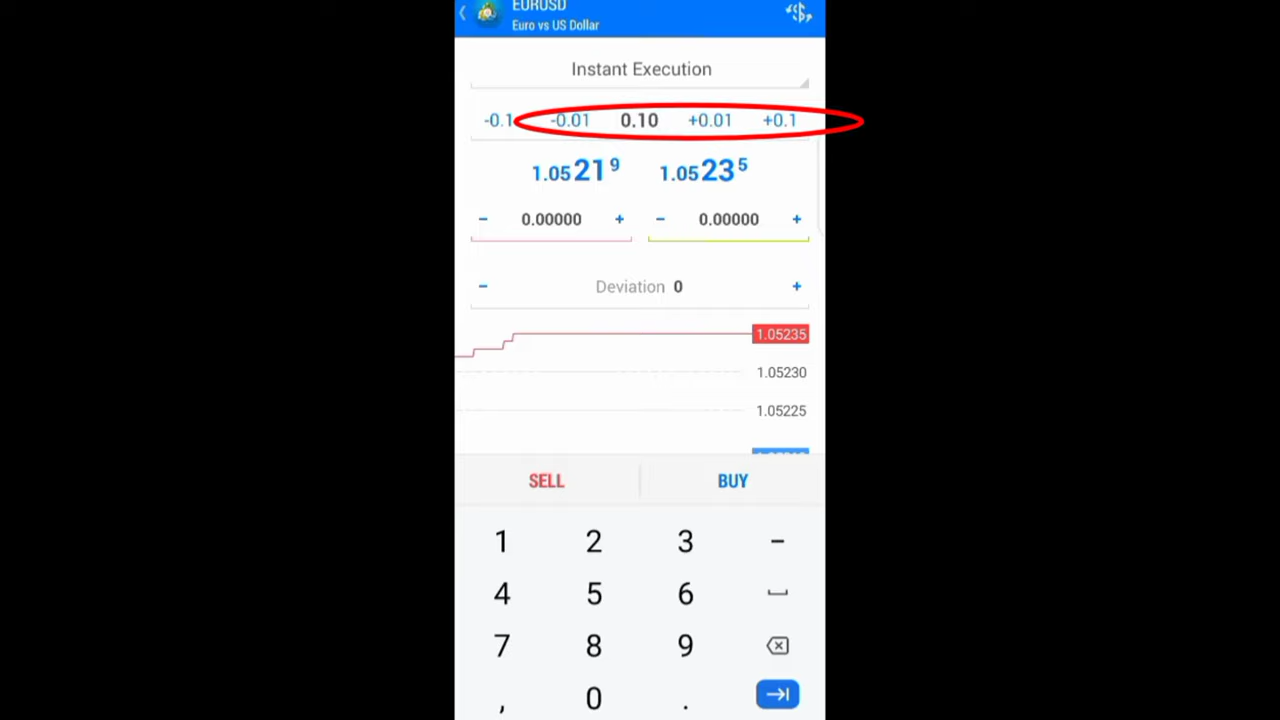 EURUSD
Euro vs US Dollar
Instant Execution
-0.1 -0.01 0.10 +0.01 +0.1
1.05219 1.05235
- 0.00000 + - 0.00000 +
- Deviation 0 +
1.05235
1.05230
1.05225
SELL BUY
1 2 3 -
4 5 6
7 8 9
, 0 .